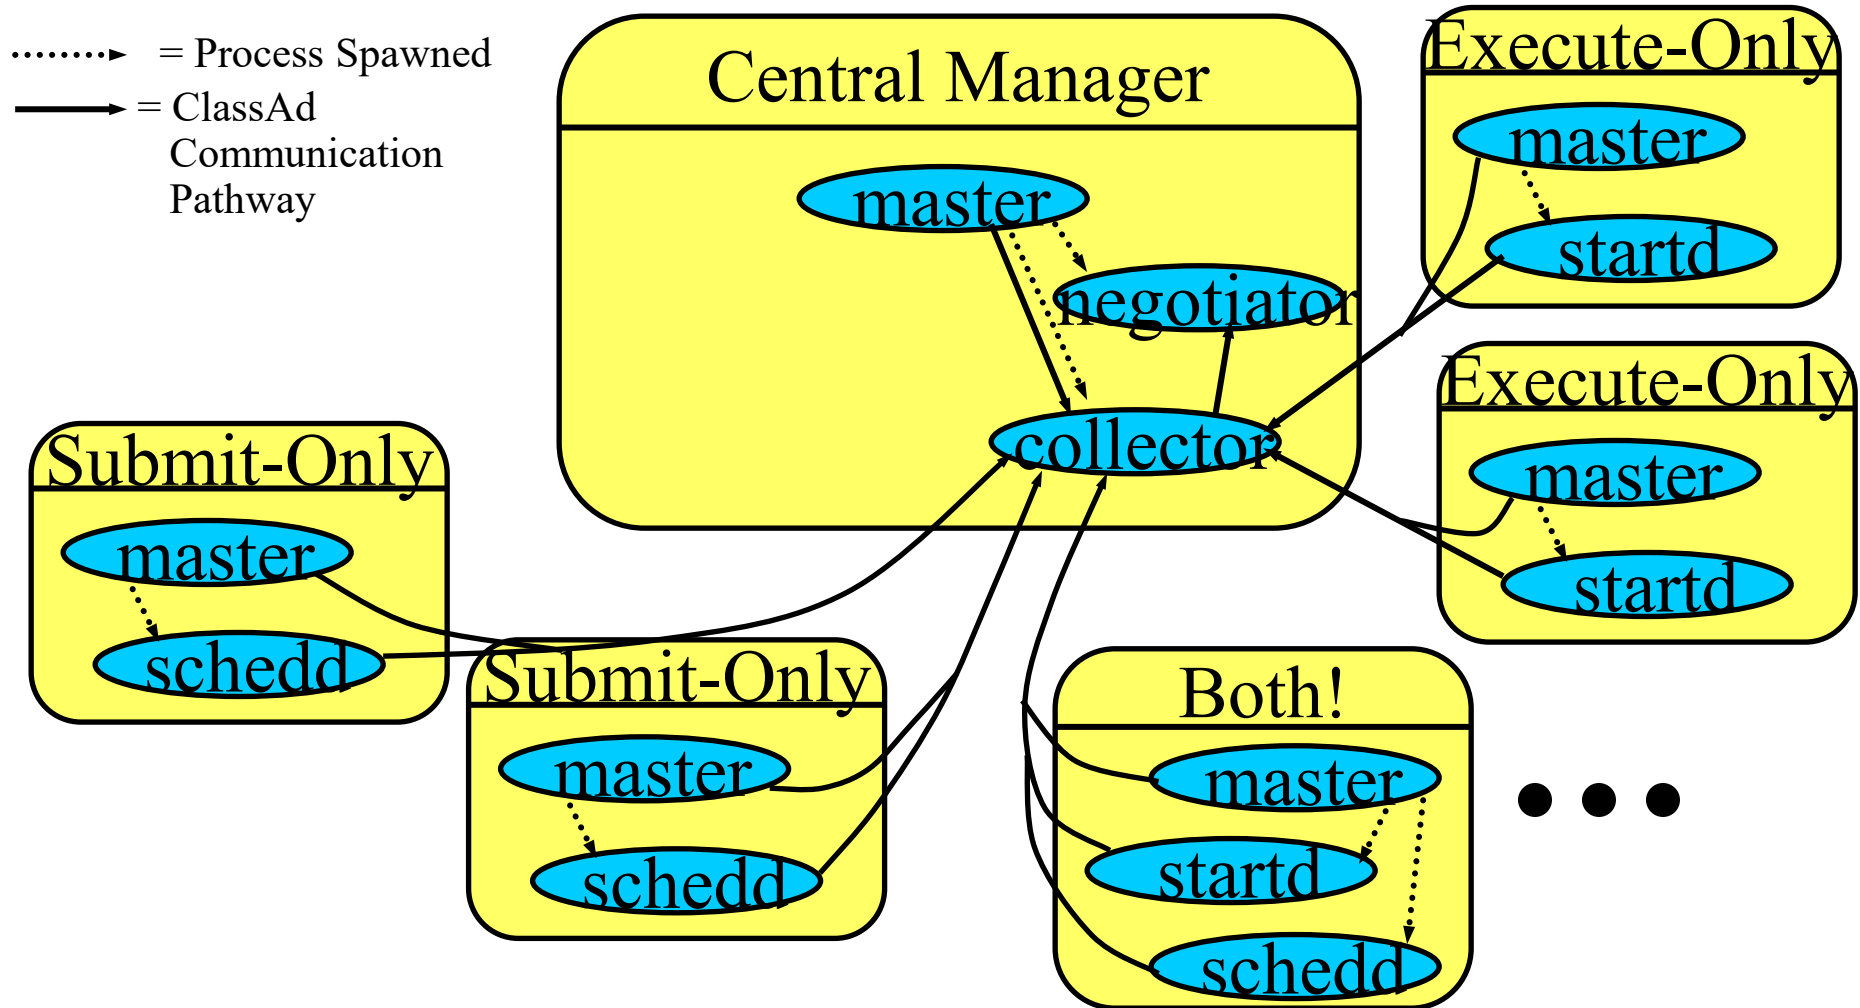 = Process Spawned
= ClassAd
Communication
Pathway
Central Manager
master
negotiator
collector
Execute-Only
master
startd
Execute-Only
master
startd
Submit-Only
master
schedd
Submit-Only
master
schedd
Both!
master
startd
schedd